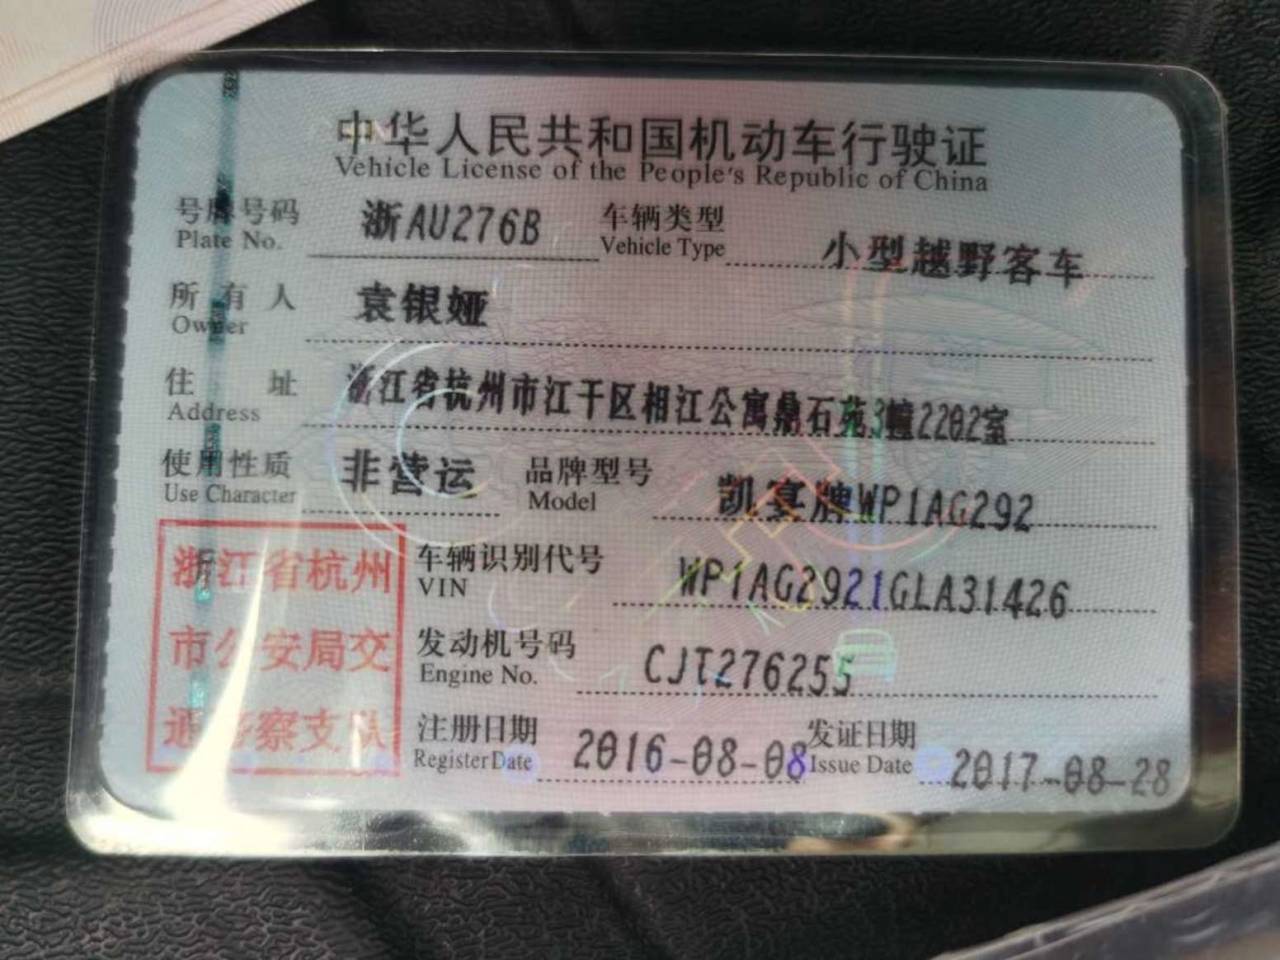 中华人民共和国机动车行驶证
Vehicle License of the People's Republic of China
号牌号码 浙AU276B 车辆类型 小型越野客车
Plate No. Vehicle Type
所有人 袁银娅
Owner
住址 浙江省杭州市江干区相江公寓鼎石苑3幢2202室
Address
使用性质 非营运 品牌型号 凯宴牌WP1AG292
Use Character Model
浙江省杭州
市公安局交
通警察支队
车辆识别代号 WP1AG2921GLA31426
VIN
发动机号码 CJT276255
Engine No.
注册日期 2016-08-08 发证日期 2017-08-28
Register Date Issue Date